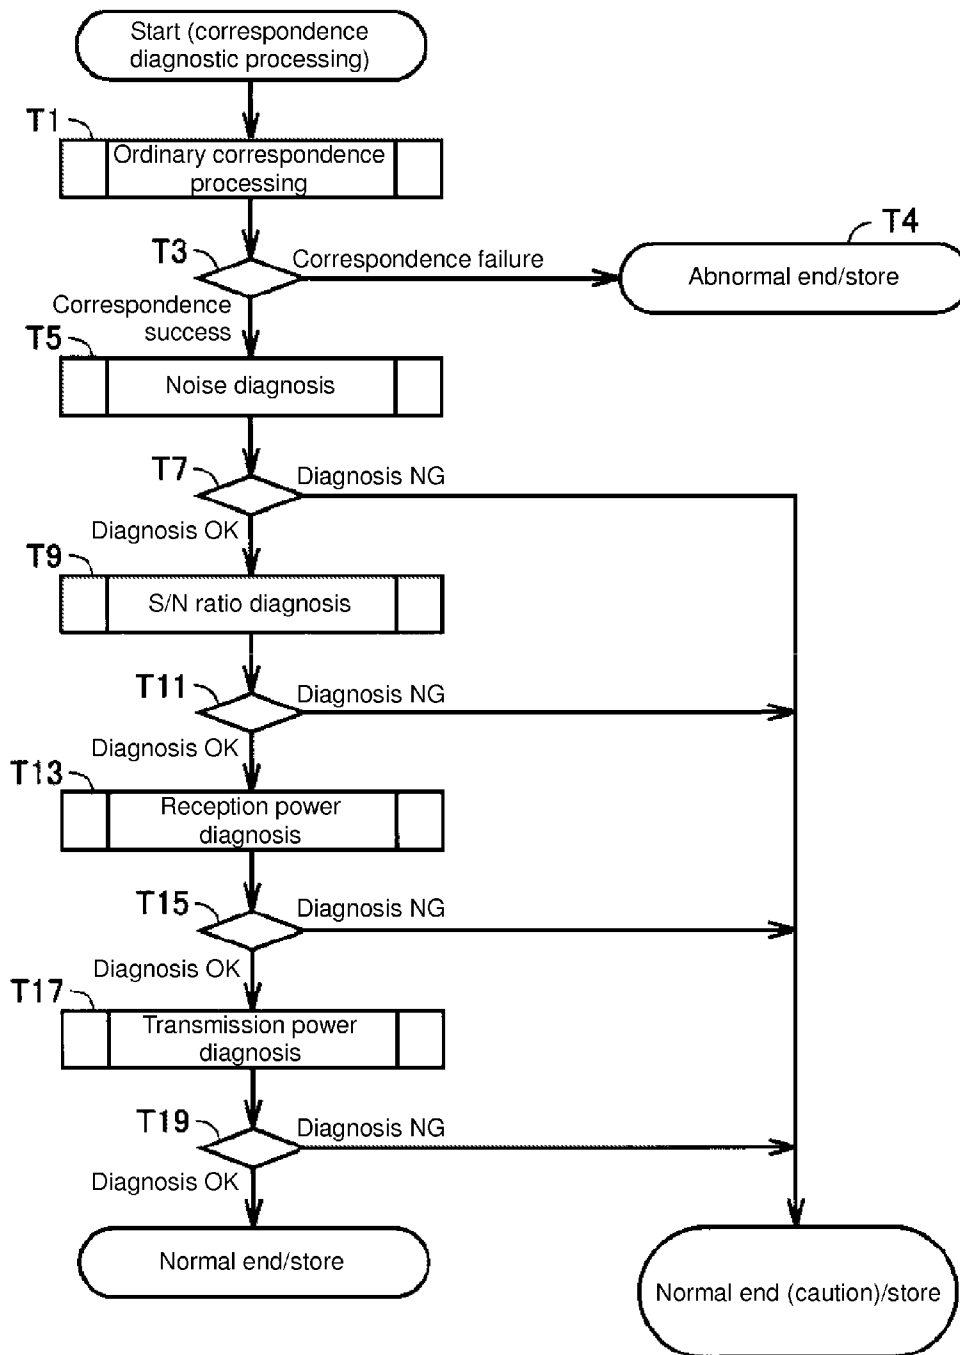 Start (correspondence
diagnostic processing)
T1
Ordinary correspondence
processing
T4
T3
Correspondence failure
Abnormal end/store
Correspondence
success
T5
Noise diagnosis
T7
Diagnosis NG
Diagnosis OK
T9
S/N ratio diagnosis
T11
Diagnosis NG
Diagnosis OK
T13
Reception power
diagnosis
T15
Diagnosis NG
Diagnosis OK
T17
Transmission power
diagnosis
T19
Diagnosis NG
Diagnosis OK
Normal end/store
Normal end (caution)/store